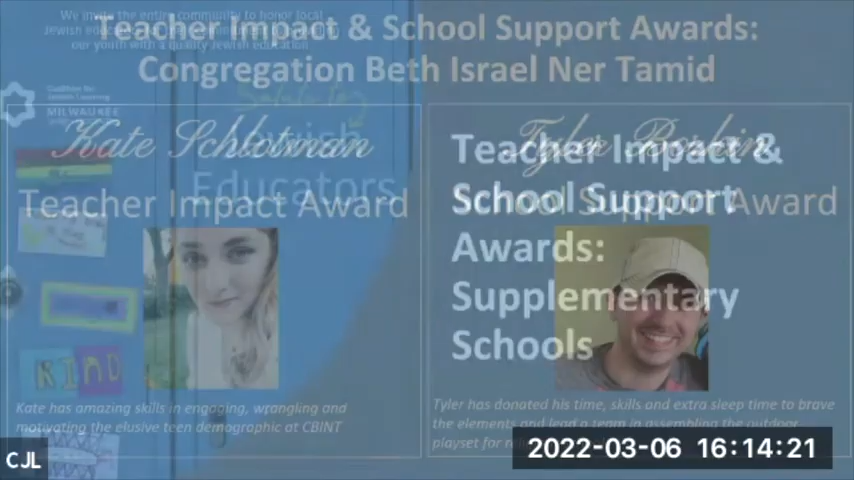 We invite the entire community to honor local
our youth with a quality Jewish education
Teacher Impact & School Support Awards:
Congregation Beth Israel Ner Tamid
MILWAUKEE
Jewish
Educators
Kate Schlotman
Teacher Impact Award
Tyler
School Support Award
Teacher Impact &
School Support
Awards:
Supplementary
Schools
KIND
Kate has amazing skills in engaging, wrangling and
motivating the elusive teen demographic at CBINT
Tyler has donated his time, skills and extra sleep time to brave
the elements and lead a team in assembling the outdoor
playset for
2022-03-06 16:14:21
CJL